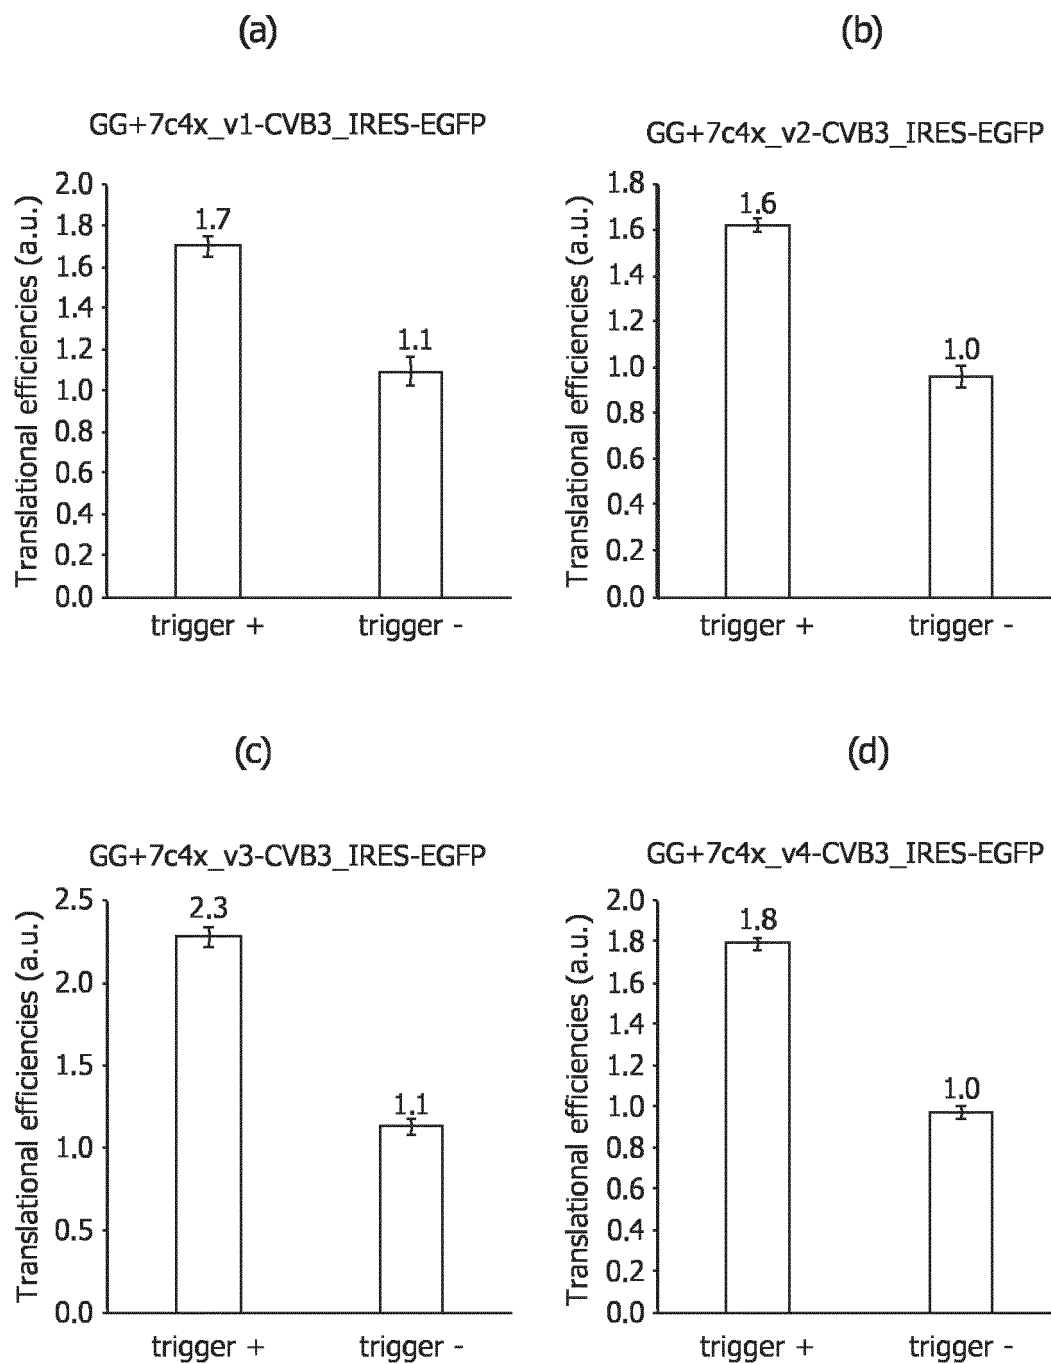 (a)
GG+7c4x_v1-CVB3_IRES-EGFP
Translational efficiencies (a.u.)
2.0
1.8
1.6
1.4
1.2
1.0
0.8
0.6
0.4
0.2
0.0
1.7
1.1
trigger + trigger -
(b)
GG+7c4x_v2-CVB3_IRES-EGFP
Translational efficiencies (a.u.)
1.8
1.6
1.4
1.2
1.0
0.8
0.6
0.4
0.2
0.0
1.6
1.0
trigger + trigger -
(c)
GG+7c4x_v3-CVB3_IRES-EGFP
Translational efficiencies (a.u.)
2.5
2.0
1.5
1.0
0.5
0.0
2.3
1.1
trigger + trigger -
(d)
GG+7c4x_v4-CVB3_IRES-EGFP
Translational efficiencies (a.u.)
2.0
1.8
1.6
1.4
1.2
1.0
0.8
0.6
0.4
0.2
0.0
1.8
1.0
trigger + trigger -